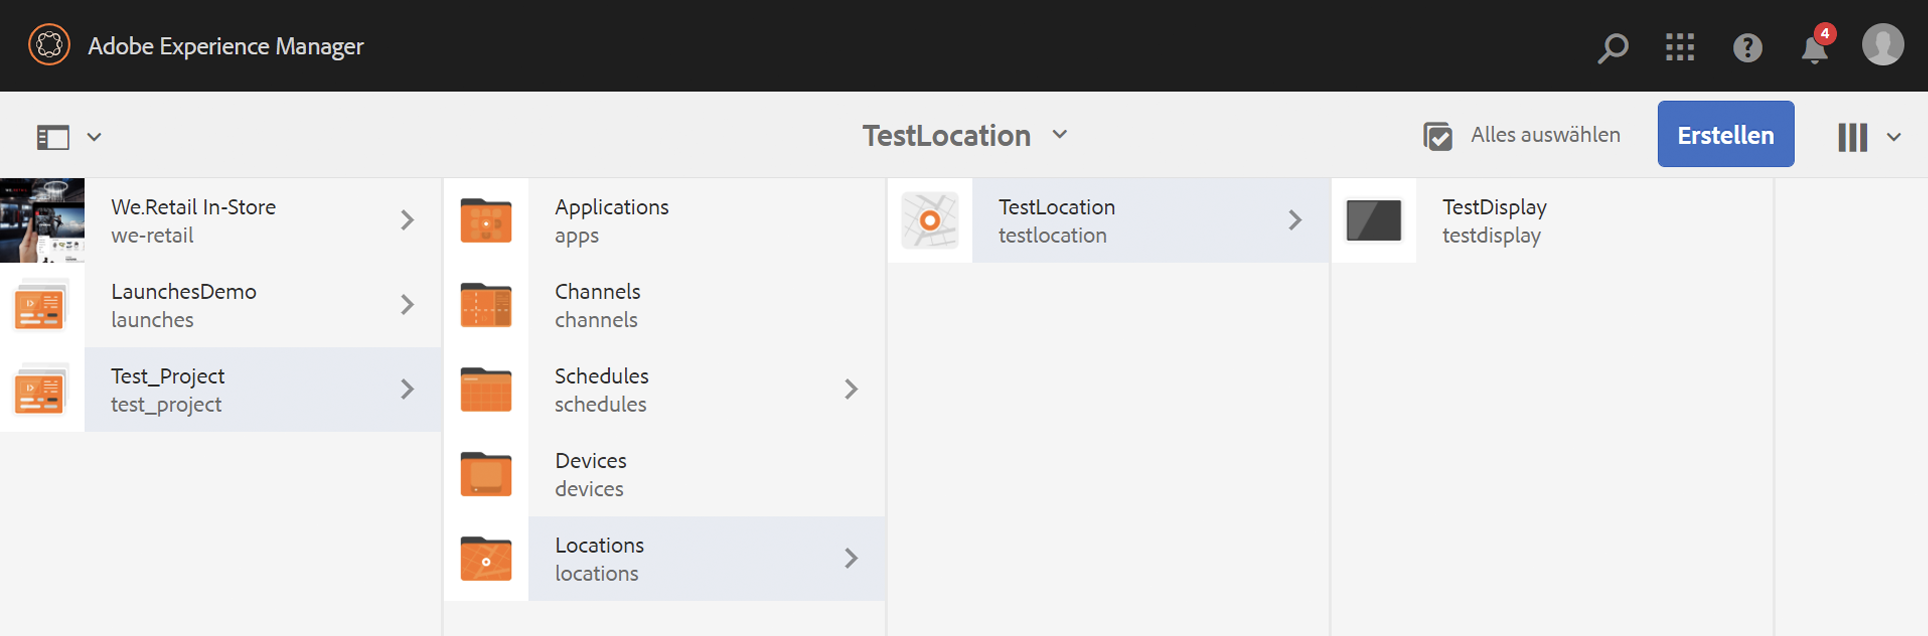 Adobe Experience Manager
4
TestLocation
Alles auswählen
Erstellen
We.Retail In-Store
we-retail
LaunchesDemo
launches
Test_Project
test_project
Applications
apps
Channels
channels
Schedules
schedules
Devices
devices
Locations
locations
TestLocation
testlocation
TestDisplay
testdisplay